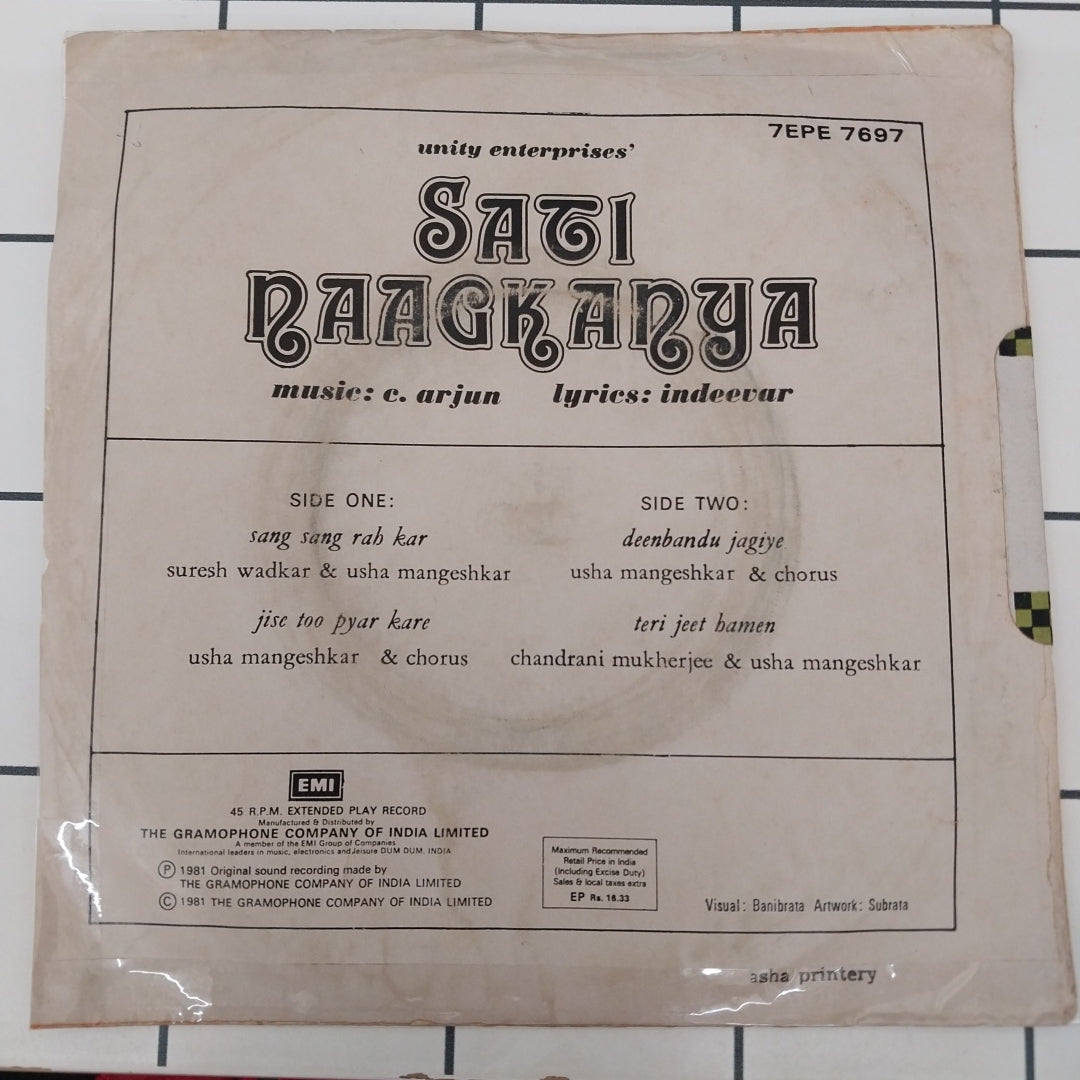 7EPE 7697
unity enterprises'
SATI
NAAGKANYA
music: c. arjun lyrics: indeevar
SIDE ONE:
sang sang rah kar
suresh wadkar & usha mangeshkar
jise too pyar kare
usha mangeshkar & chorus
SIDE TWO:
deenbandu jagiye
usha mangeshkar & chorus
teri jeet hamen
chandrani mukherjee & usha mangeshkar
EMI
45 R.P.M. EXTENDED PLAY RECORD
Manufactured & Distributed by
THE GRAMOPHONE COMPANY OF INDIA LIMITED
A member of the EMI Group of Companies
International leaders in music, electronics and leisure DUM DUM. INDIA
Ⓟ 1981 Original sound recording made by
THE GRAMOPHONE COMPANY OF INDIA LIMITED
© 1981 THE GRAMOPHONE COMPANY OF INDIA LIMITED
Maximum Recommended
Retail Price in India
(Including Excise Duty)
Sales & local taxes extra
EP Rs. 16.33
Visual: Banibrata Artwork: Subrata
asha printery